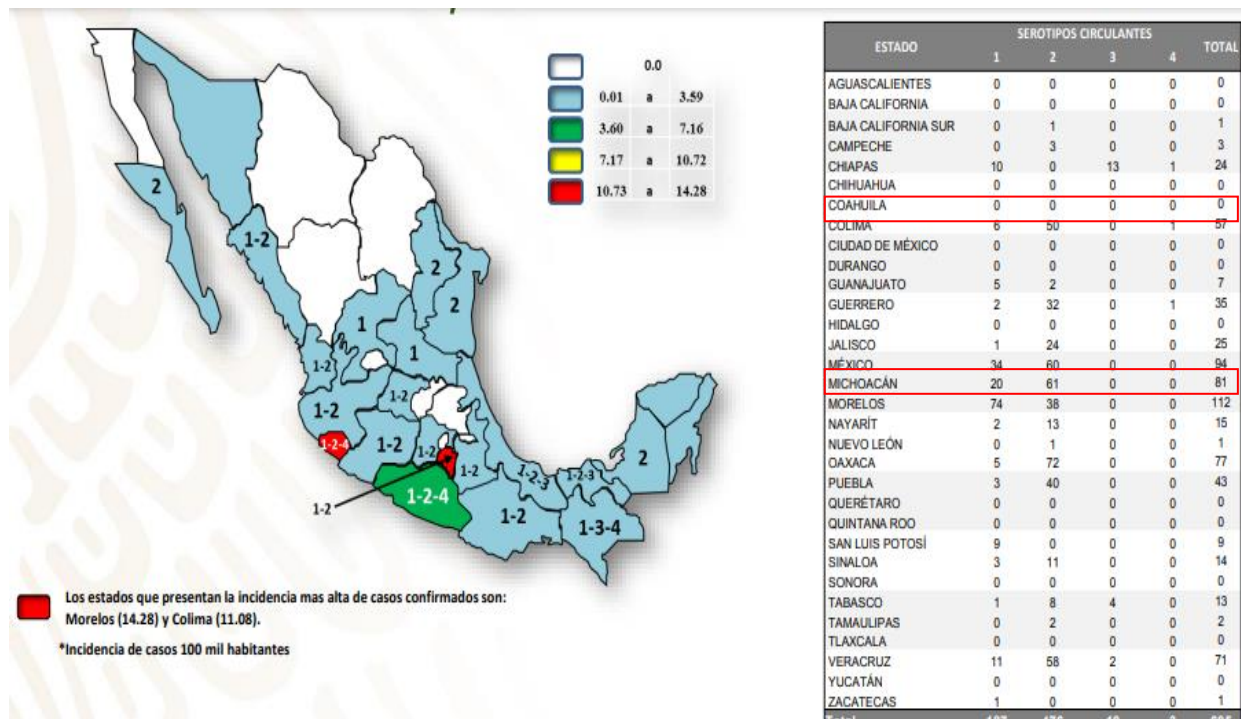 0.0
0.01 a 3.59
3.60 a 7.16
7.17 a 10.72
10.73 a 14.28
2
1-2
2
2
1
1
1-2
1-2
1-2
1-2-4
1-2
1-2
1-2
1-2
1-2-4
1-2
1-2-3
1-2-3
2
1-3-4
Los estados que presentan la incidencia mas alta de casos confirmados son:
Morelos (14.28) y Colima (11.08).
*Incidencia de casos 100 mil habitantes
ESTADO SEROTIPOS CIRCULANTES TOTAL
1 2 3 4
AGUASCALIENTES 0 0 0 0 0
BAJA CALIFORNIA 0 0 0 0 0
BAJA CALIFORNIA SUR 0 1 0 0 1
CAMPECHE 0 3 0 0 3
CHIAPAS 10 0 13 1 24
CHIHUAHUA 0 0 0 0 0
COAHUILA 0 0 0 0 0
COLIMA 6 50 0 1 57
CIUDAD DE MÉXICO 0 0 0 0 0
DURANGO 0 0 0 0 0
GUANAJUATO 5 2 0 0 7
GUERRERO 2 32 0 1 35
HIDALGO 0 0 0 0 0
JALISCO 1 24 0 0 25
MÉXICO 34 60 0 0 94
MICHOACÁN 20 61 0 0 81
MORELOS 74 38 0 0 112
NAYARÍT 2 13 0 0 15
NUEVO LEÓN 0 1 0 0 1
OAXACA 5 72 0 0 77
PUEBLA 3 40 0 0 43
QUERÉTARO 0 0 0 0 0
QUINTANA ROO 0 0 0 0 0
SAN LUIS POTOSÍ 9 0 0 0 9
SINALOA 3 11 0 0 14
SONORA 0 0 0 0 0
TABASCO 1 8 4 0 13
TAMAULIPAS 0 2 0 0 2
TLAXCALA 0 0 0 0 0
VERACRUZ 11 58 2 0 71
YUCATÁN 0 0 0 0 0
ZACATECAS 1 0 0 0 1
Total